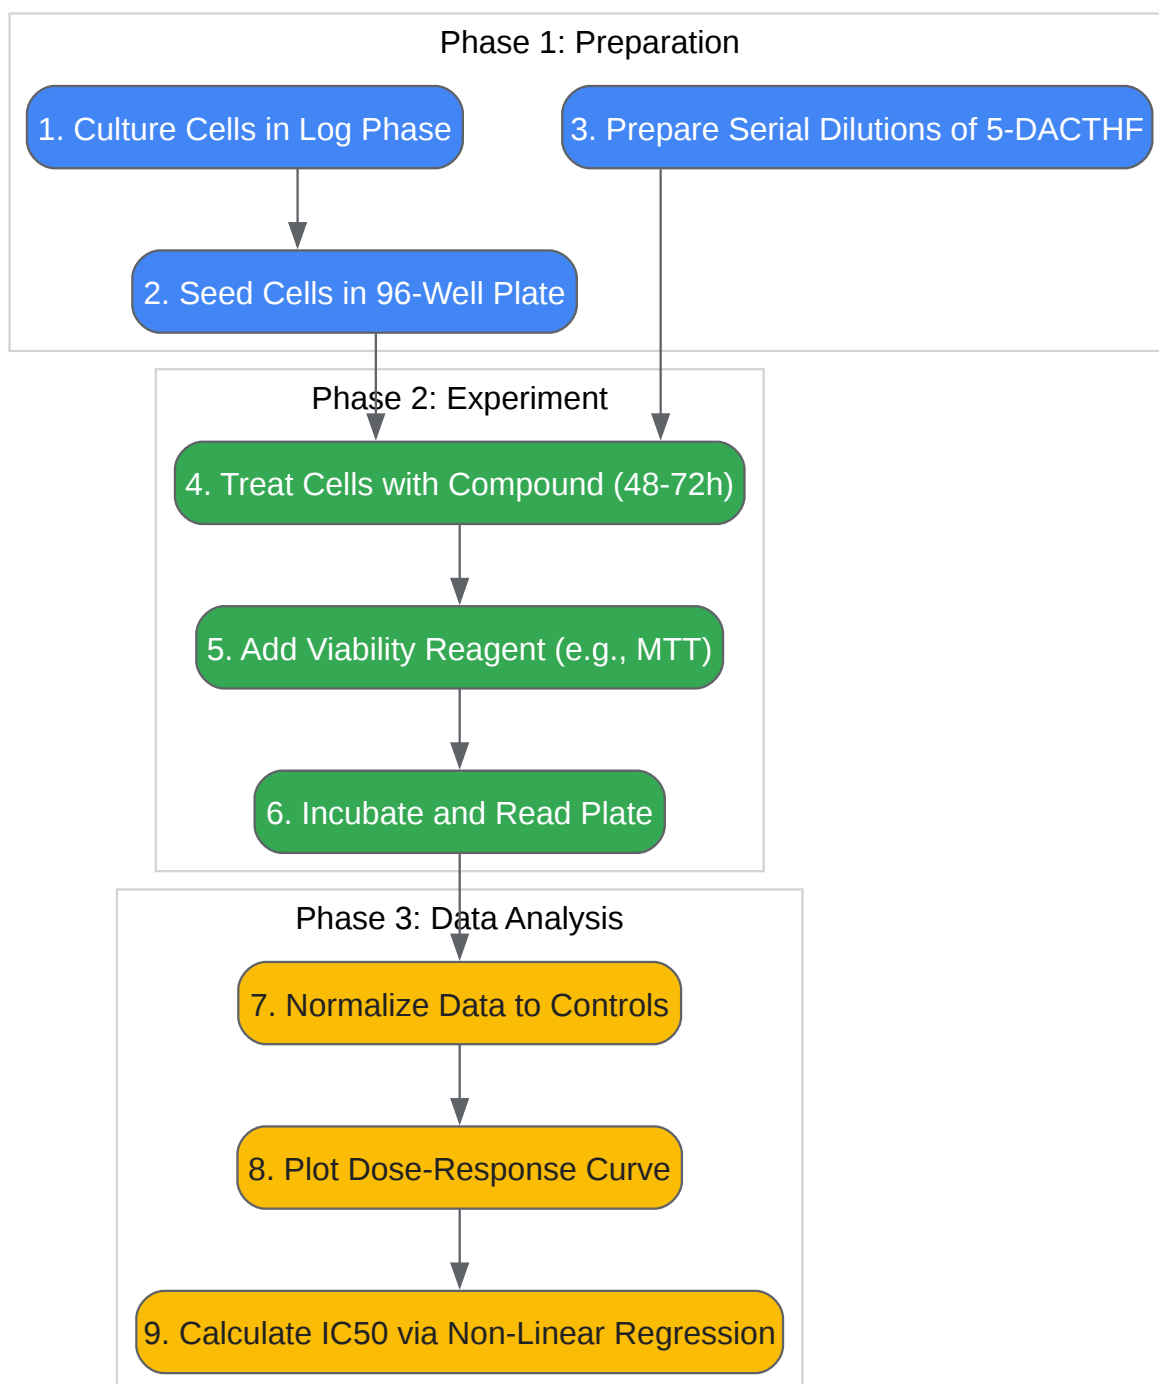 Phase 1: Preparation
1. Culture Cells in Log Phase
3. Prepare Serial Dilutions of 5-DACTHF
2. Seed Cells in 96-Well Plate
Phase 2: Experiment
4. Treat Cells with Compound (48-72h)
5. Add Viability Reagent (e.g., MTT)
6. Incubate and Read Plate
Phase 3: Data Analysis
7. Normalize Data to Controls
8. Plot Dose-Response Curve
9. Calculate IC50 via Non-Linear Regression